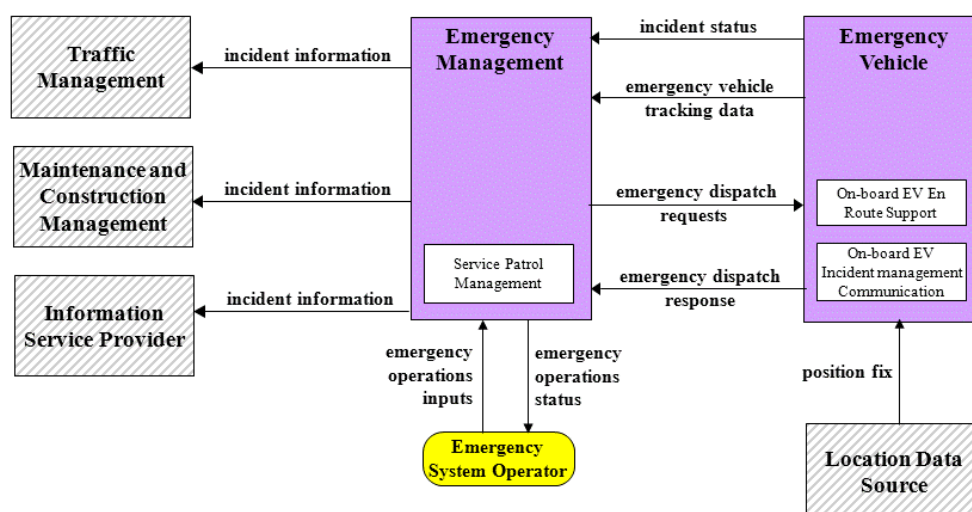 Traffic
Management
incident information
Emergency
Management
incident status
Emergency
Vehicle
emergency vehicle
tracking data
Maintenance and
Construction
Management
incident information
emergency dispatch
requests
On-board EV En
Route Support
Service Patrol
Management
emergency dispatch
response
On-board EV
Incident management
Communication
Information
Service Provider
incident information
emergency
operations
inputs
emergency
operations
status
position fix
Emergency
System Operator
Location Data
Source